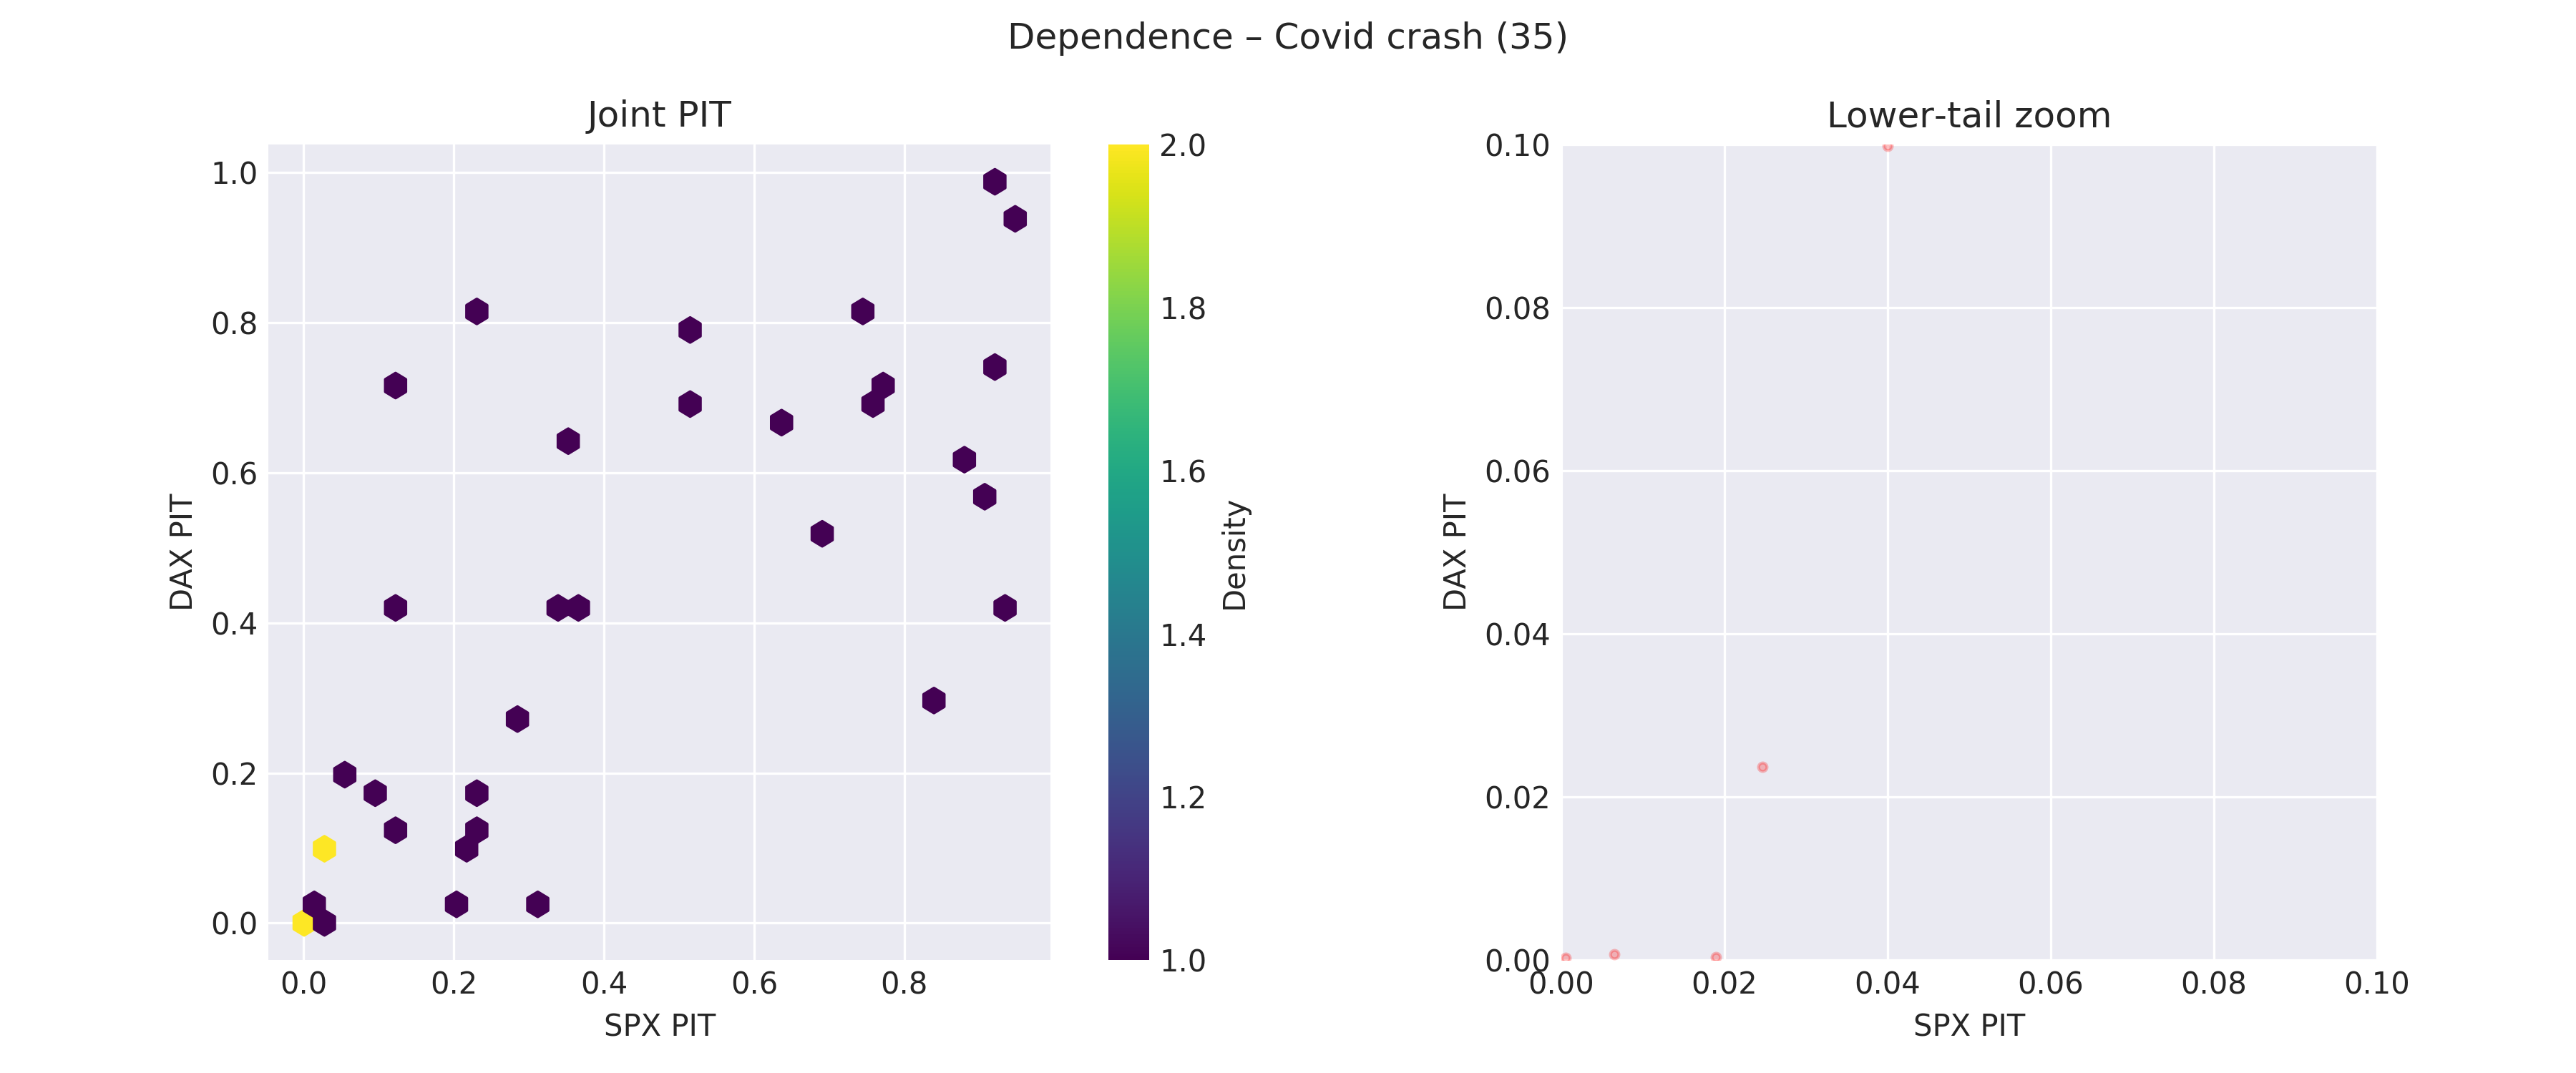 Dependence – Covid crash (35)
Joint PIT
1.0
0.8
0.6
0.4
0.2
0.0
DAX PIT
0.0 0.2 0.4 0.6 0.8
SPX PIT
2.0
1.8
1.6
1.4
1.2
1.0
Density
Lower-tail zoom
0.10
0.08
0.06
0.04
0.02
0.00
DAX PIT
0.00 0.02 0.04 0.06 0.08 0.10
SPX PIT